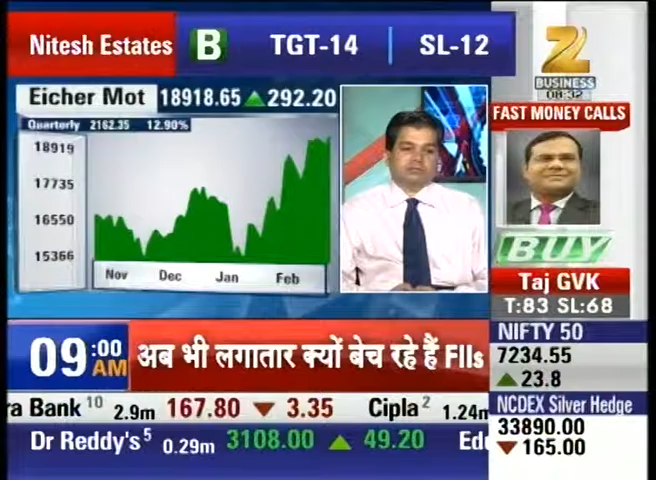 Nitesh Estates B TGT-14 SL-12
Z
BUSINESS
08:32
Eicher Mot 18918.65 ▲ 292.20
Quarterly 2162.35 12.90%
18919
17735
16550
15366
Nov Dec Jan Feb
FAST MONEY CALLS
BUY
Taj GVK
T:83 SL:68
09:00 AM
अब भी लगातार क्यों बेच रहे हैं FIIs
NIFTY 50
7234.55
▲ 23.8
NCDEX Silver Hedge
33890.00
▼ 165.00
ra Bank 10 2.9m 167.80 ▼ 3.35 Cipla 2 1.24m
Dr Reddy's 5 0.29m 3108.00 ▲ 49.20 Ed